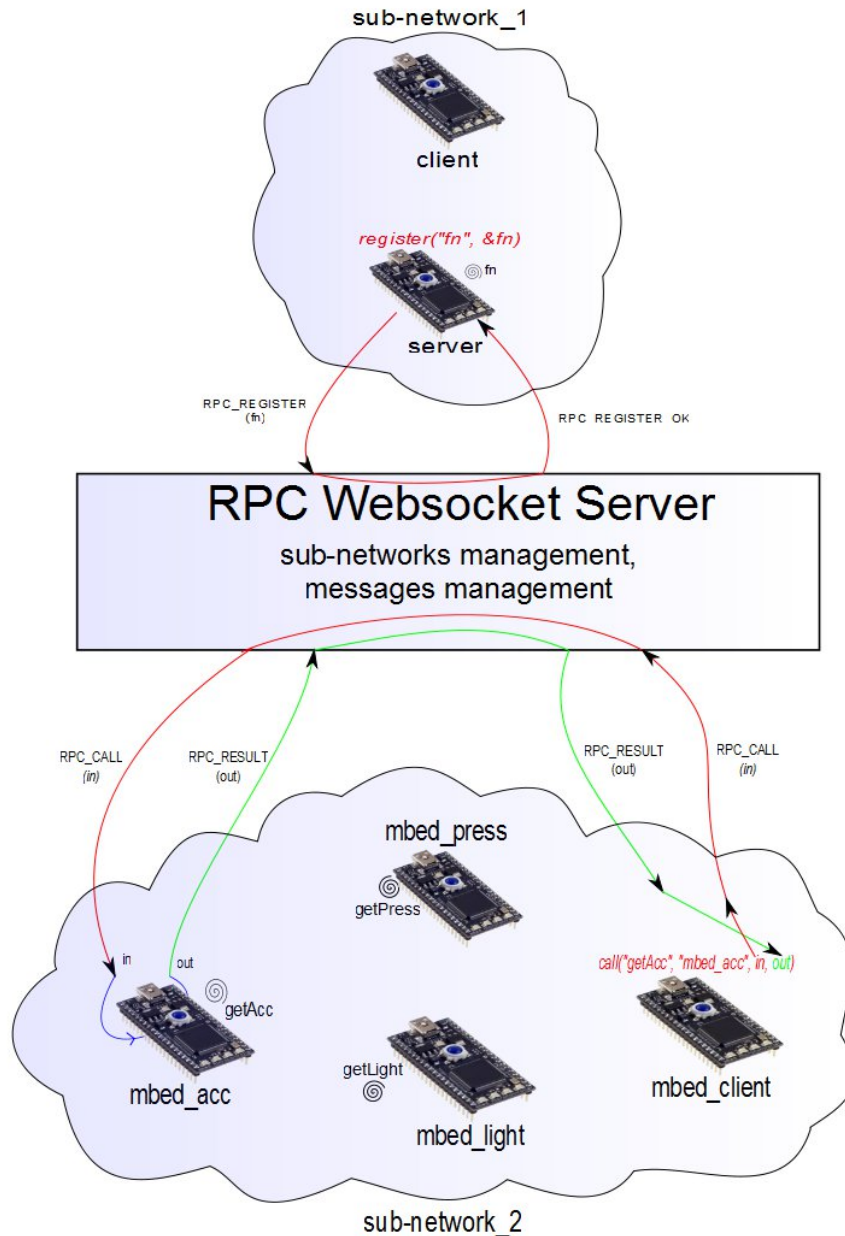 sub-network_1
client
register("fn", &fn)
fn
server
RPC_REGISTER
(fn)
RPC REGISTER OK
RPC Websocket Server
sub-networks management,
messages management
RPC_CALL
(in)
RPC_RESULT
(out)
RPC_RESULT
(out)
RPC_CALL
(in)
mbed_press
getPress
in
out
getAcc
call("getAcc", "mbed_acc", in, out)
getLight
mbed_acc
mbed_light
mbed_client
sub-network_2